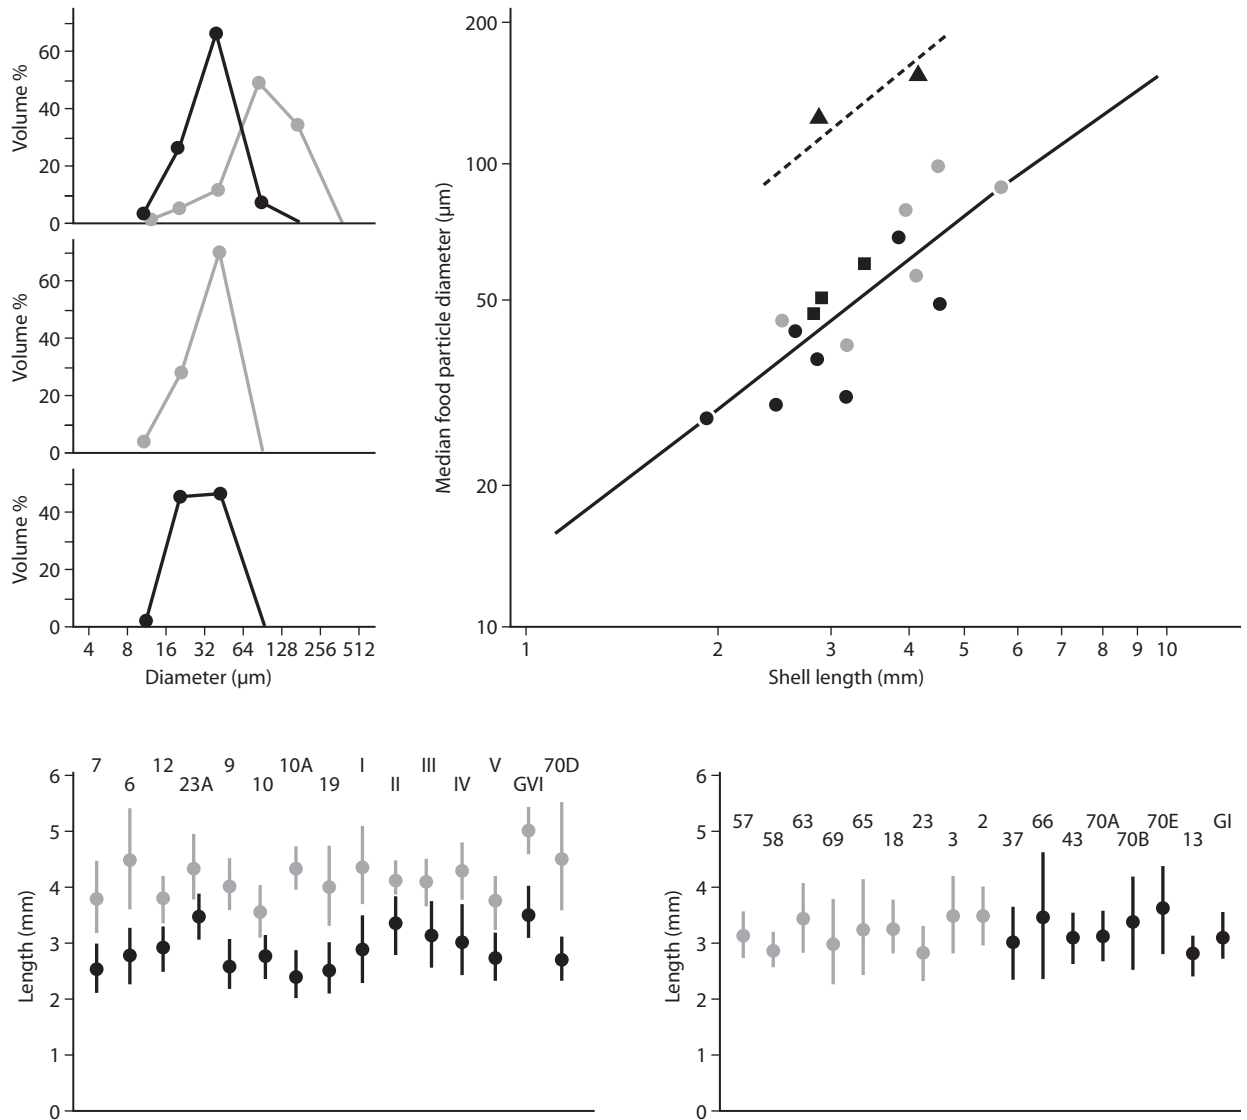 Volume %
60
40
20
0
Volume %
60
40
20
0
Volume %
40
20
0
4 8 16 32 64 128 256 512
Diameter (µm)
Median food particle diameter (µm)
200
100
50
20
10
1 2 3 4 5 6 7 8 9 10
Shell length (mm)
Length (mm)
6
5
4
3
2
1
0
7 12 9 10A I III V 70D
6 23A 10 19 II IV GVI
Length (mm)
6
5
4
3
2
1
0
57 63 65 23 2 66 70A 70E GI
58 69 18 3 37 43 70B 13